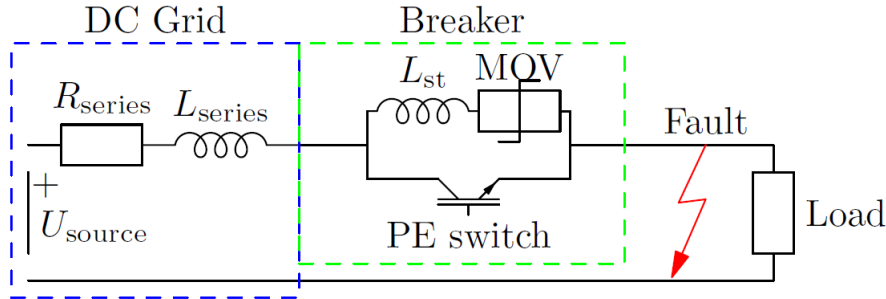 DC Grid
Breaker
R_series
L_series
L_st
MOV
Fault
+
U_source
PE switch
Load